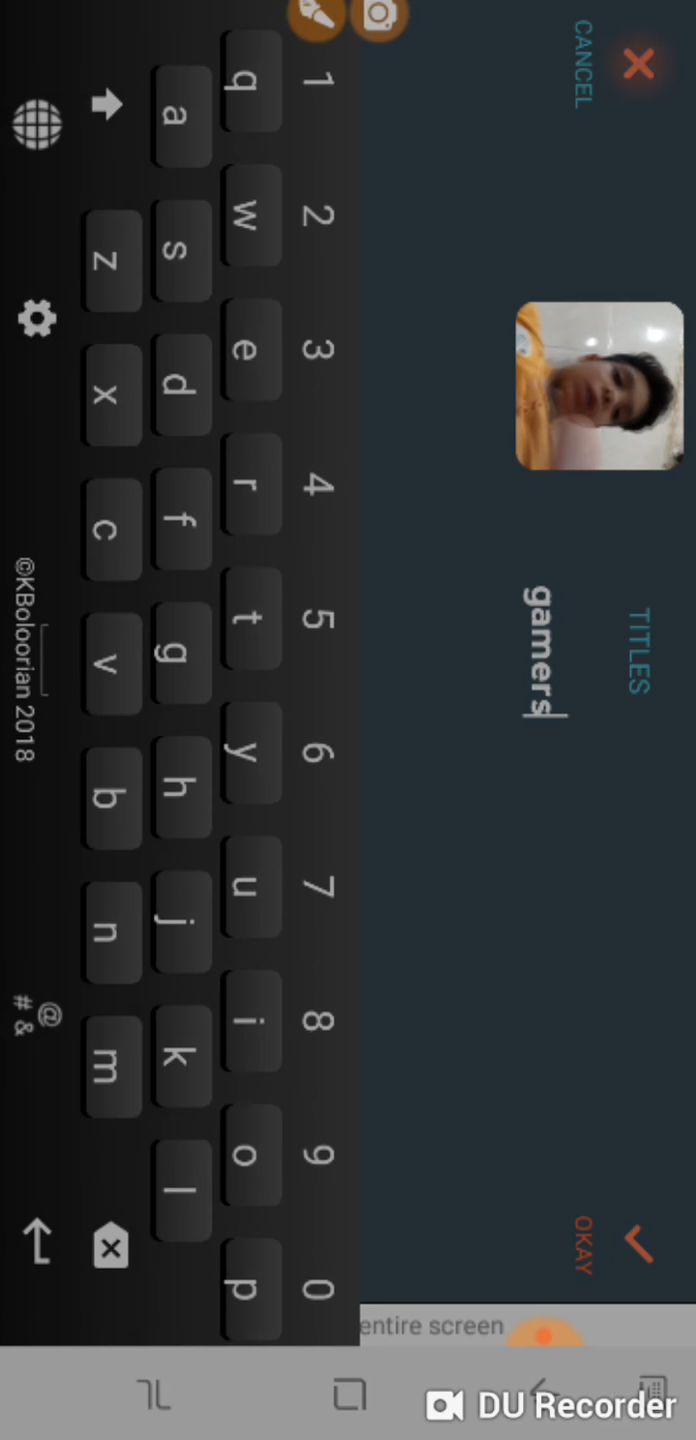 CANCEL
TITLES
OKAY
gamers
1 2 3 4 5 6 7 8 9 0
q w e r t y u i o p
a s d f g h j k l
z x c v b n m
©KBoloorian 2018
@
# &
entire screen
DU Recorder